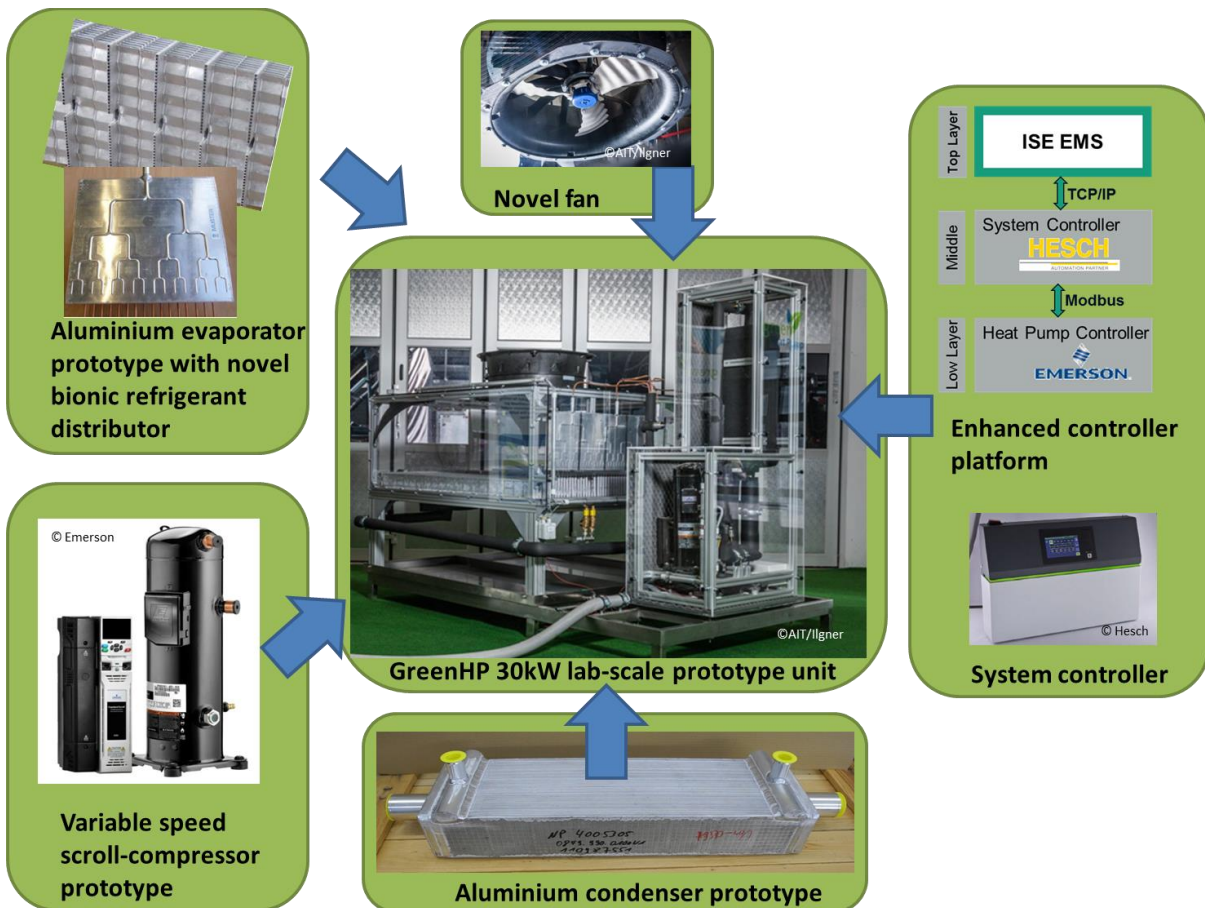 ©AIT/Ilgner
Novel fan
Aluminium evaporator
prototype with novel
bionic refrigerant
distributor
Top Layer
ISE EMS
TCP/IP
Middle
System Controller
HESCH
AUTOMATION PARTNER
Modbus
Low Layer
Heat Pump Controller
EMERSON
Enhanced controller
platform
© Hesch
System controller
©AIT/Ilgner
GreenHP 30kW lab-scale prototype unit
© Emerson
Variable speed
scroll-compressor
prototype
NP 4005205
Aluminium condenser prototype